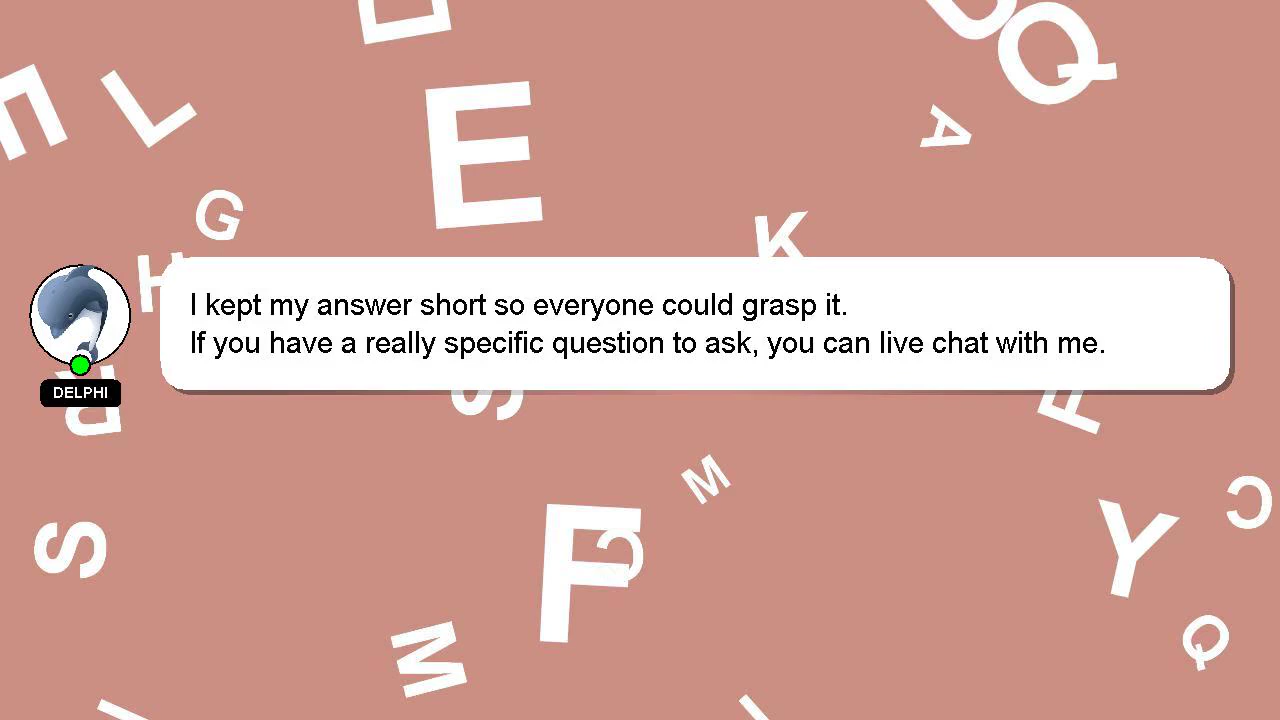 I kept my answer short so everyone could grasp it.
If you have a really specific question to ask, you can live chat with me.
DELPHI
E
L
G
H
E
Q
A
K
R
S
F
M
G
F
Y
C
S
M
Q